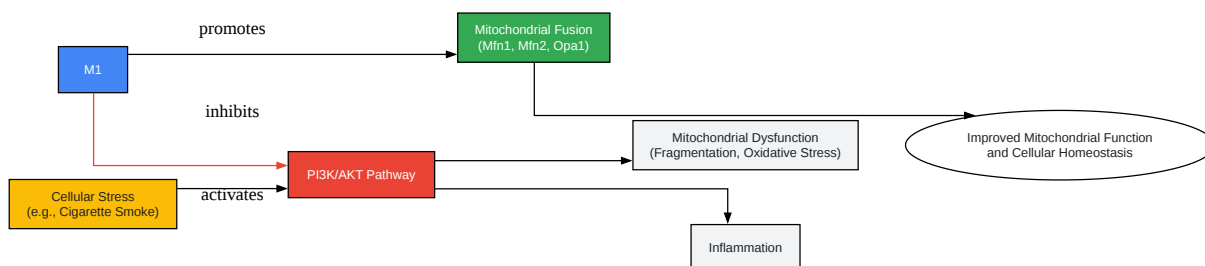 promotes
Mitochondrial Fusion
(Mfn1, Mfn2, Opa1)
M1
inhibits
Mitochondrial Dysfunction
(Fragmentation, Oxidative Stress)
Improved Mitochondrial Function
and Cellular Homeostasis
PI3K/AKT Pathway
Cellular Stress
(e.g., Cigarette Smoke)
activates
Inflammation